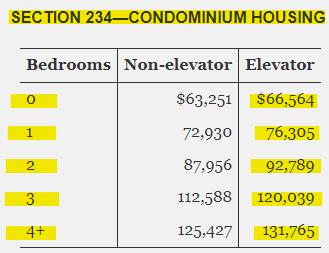 SECTION 234—CONDOMINIUM HOUSING
Bedrooms Non-elevator Elevator
0 $63,251 $66,564
1 72,930 76,305
2 87,956 92,789
3 112,588 120,039
4+ 125,427 131,765